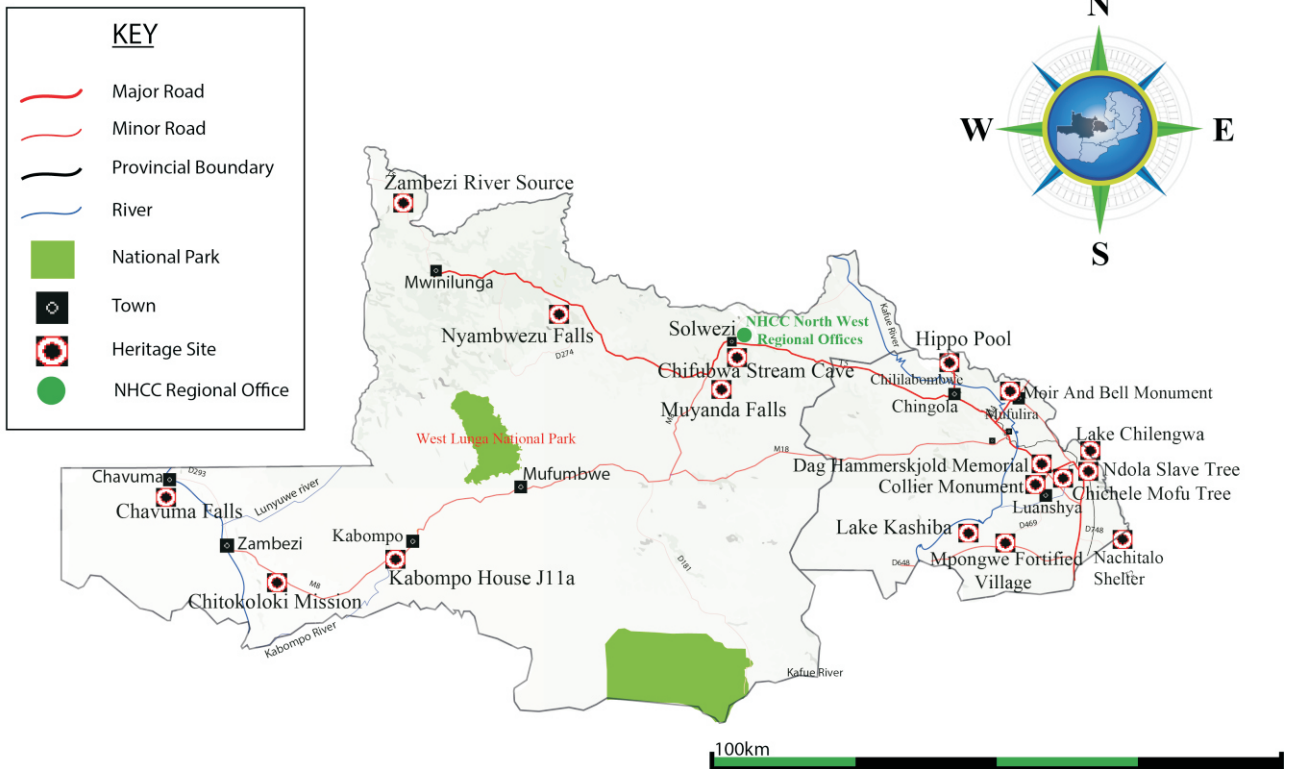 KEY
Major Road
Minor Road
Provincial Boundary
River
National Park
Town
Heritage Site
NHCC Regional Office
N
W
E
S
Zambezi River Source
Mwinilunga
Nyambwezu Falls
D274
Solwezi
NHCC North West
Regional Offices
Chifubwa Stream Cave
Muyanda Falls
Kafue River
Hippo Pool
Chililabombwe
Chingola
Moir And Bell Monument
Mufulira
West Lunga National Park
Mufumbwe
M18
Lake Chilengwa
Dag Hammerskjold Memorial
Ndola Slave Tree
Collier Monument
Chichele Mofu Tree
Luanshya
Chavuma
D293
Chavuma Falls
Lunyuwe river
Zambezi
Kabompo
Kabompo House J11a
M8
Chitokoloki Mission
Kabompo River
D181
Lake Kashiba
D469
D748
Mpongwe Fortified
Village
D648
Nachitalo
Shelter
Kafue River
100km